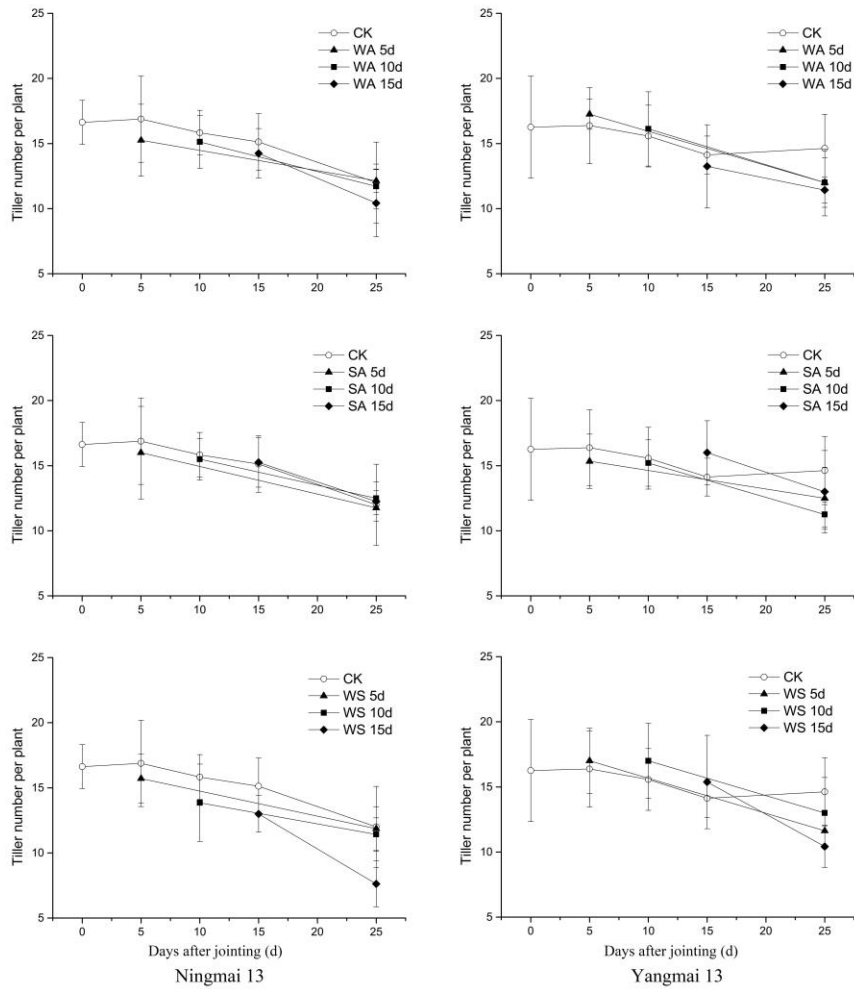 25
20
15
10
5
Tiller number per plant
CK
WA 5d
WA 10d
WA 15d
0 5 10 15 20 25
25
20
15
10
5
Tiller number per plant
CK
WA 5d
WA 10d
WA 15d
0 5 10 15 20 25
25
20
15
10
5
Tiller number per plant
CK
SA 5d
SA 10d
SA 15d
0 5 10 15 20 25
25
20
15
10
5
Tiller number per plant
CK
SA 5d
SA 10d
SA 15d
0 5 10 15 20 25
25
20
15
10
5
Tiller number per plant
CK
WS 5d
WS 10d
WS 15d
0 5 10 15 20 25
Days after jointing (d)
Ningmai 13
25
20
15
10
5
Tiller number per plant
CK
WS 5d
WS 10d
WS 15d
0 5 10 15 20 25
Days after jointing (d)
Yangmai 13